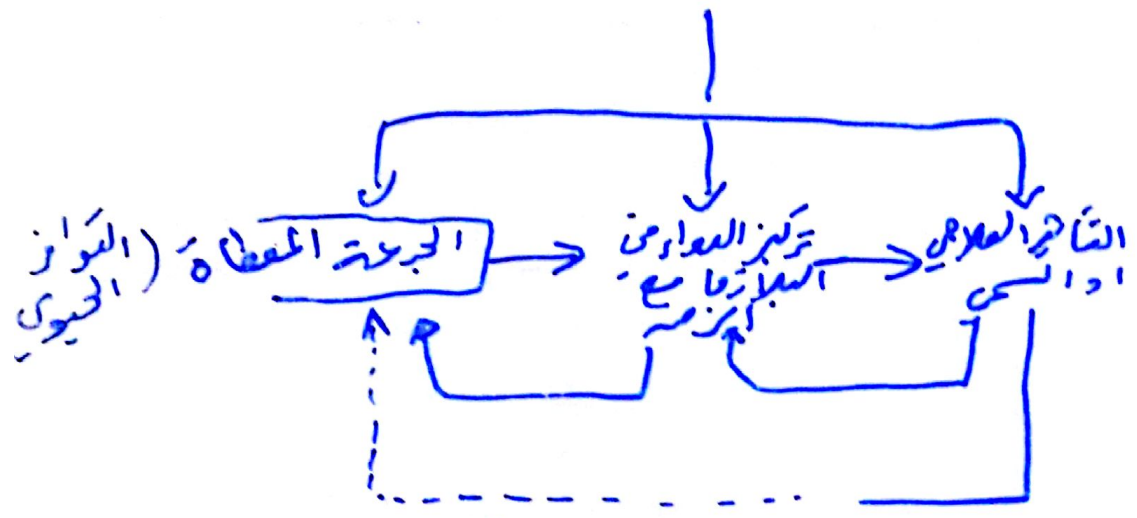 التأثير العلاجي
او السمي
تركيز الدواء في
البلازما مع
الزمن
الجرعة المعطاة (التوافر
الحيوي